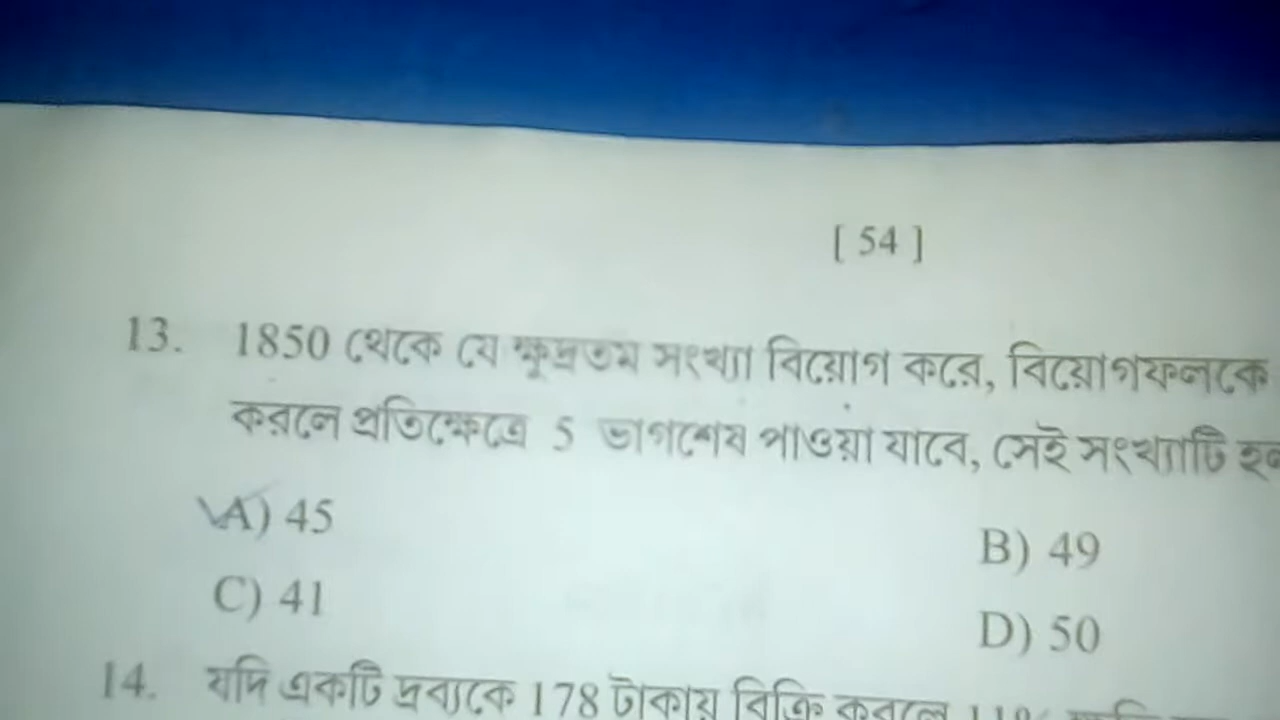 [ 54 ]
13. 1850 থেকে যে ক্ষুদ্রতম সংখ্যা বিয়োগ করে, বিয়োগফলকে
করলে প্রতিক্ষেত্রে 5 ভাগশেষ পাওয়া যাবে, সেই সংখ্যাটি
A) 45
B) 49
C) 41
D) 50
14. যদি একটি দ্রব্যকে 178 টাকায় বিক্রি করলে